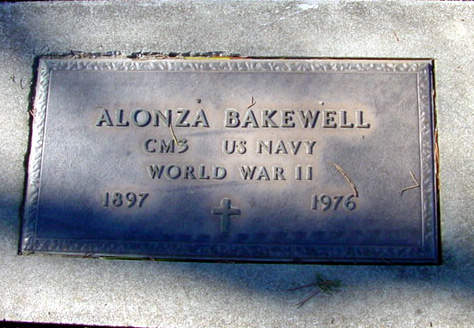 ALONZA BAKEWELL
CM3 US NAVY
WORLD WAR II
1897 1976